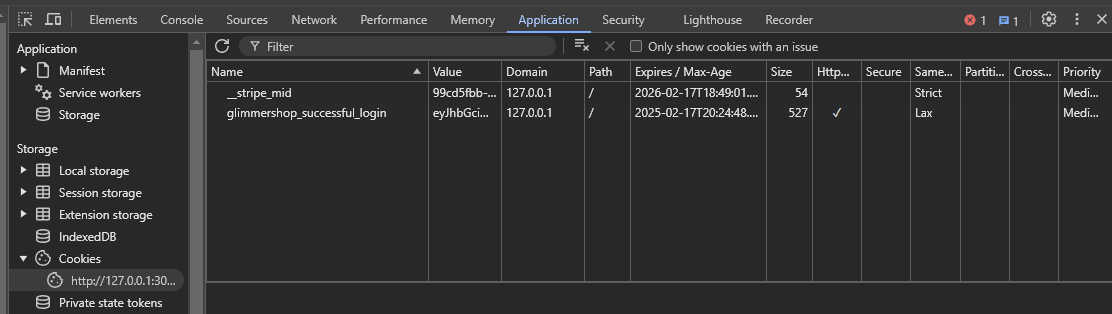 Elements Console Sources Network Performance Memory Application Security Lighthouse Recorder 1 1
Application
Manifest
Service workers
Storage
Storage
Local storage
Session storage
Extension storage
IndexedDB
Cookies
http://127.0.0.1:30...
Private state tokens
Filter Only show cookies with an issue
Name Value Domain Path Expires / Max-Age Size Http... Secure Same... Partiti... Cross... Priority
__stripe_mid 99cd5fbb-... 127.0.0.1 / 2026-02-17T18:49:01.... 54 Strict Medi...
glimmershop_successful_login eyJhbGci... 127.0.0.1 / 2025-02-17T20:24:48.... 527 ✓ Lax Medi...